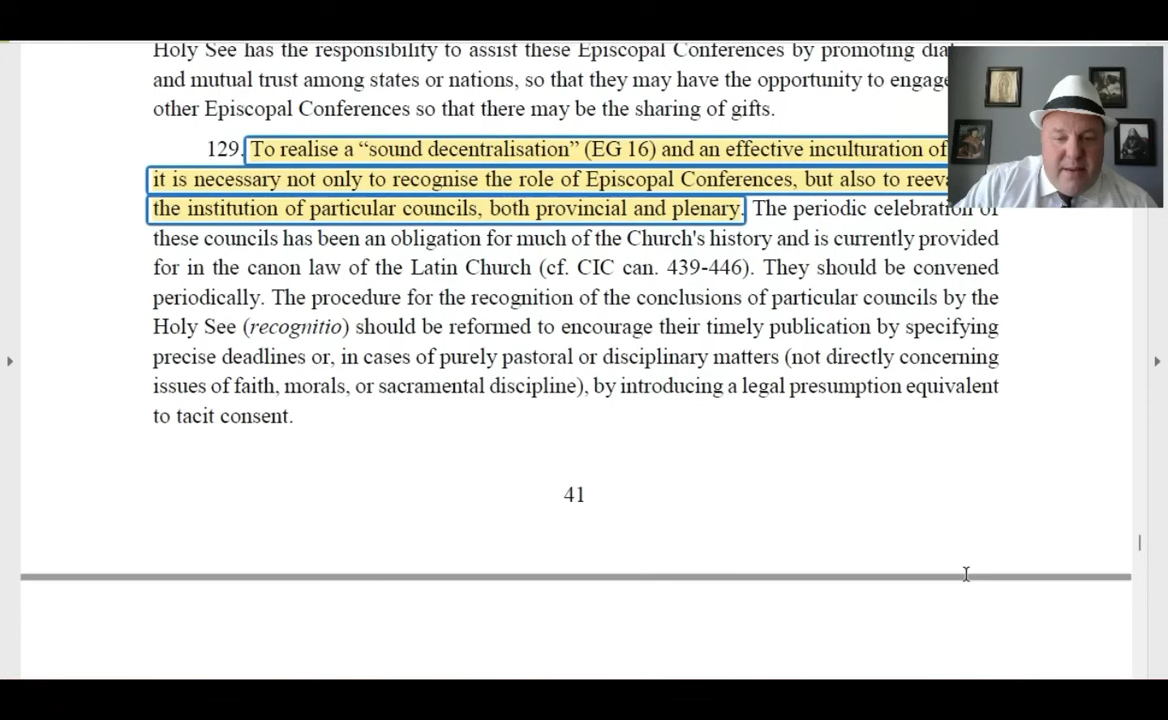 Holy See has the responsibility to assist these Episcopal Conferences by promoting
and mutual trust among states or nations, so that they may have the opportunity to engage
other Episcopal Conferences so that there may be the sharing of gifts.
129. To realise a “sound decentralisation” (EG 16) and an effective inculturation of
it is necessary not only to recognise the role of Episcopal Conferences, but also to
the institution of particular councils, both provincial and plenary. The periodic celebration of
these councils has been an obligation for much of the Church's history and is currently provided
for in the canon law of the Latin Church (cf. CIC can. 439-446). They should be convened
periodically. The procedure for the recognition of the conclusions of particular councils by the
Holy See (recognitio) should be reformed to encourage their timely publication by specifying
precise deadlines or, in cases of purely pastoral or disciplinary matters (not directly concerning
issues of faith, morals, or sacramental discipline), by introducing a legal presumption equivalent
to tacit consent.
41